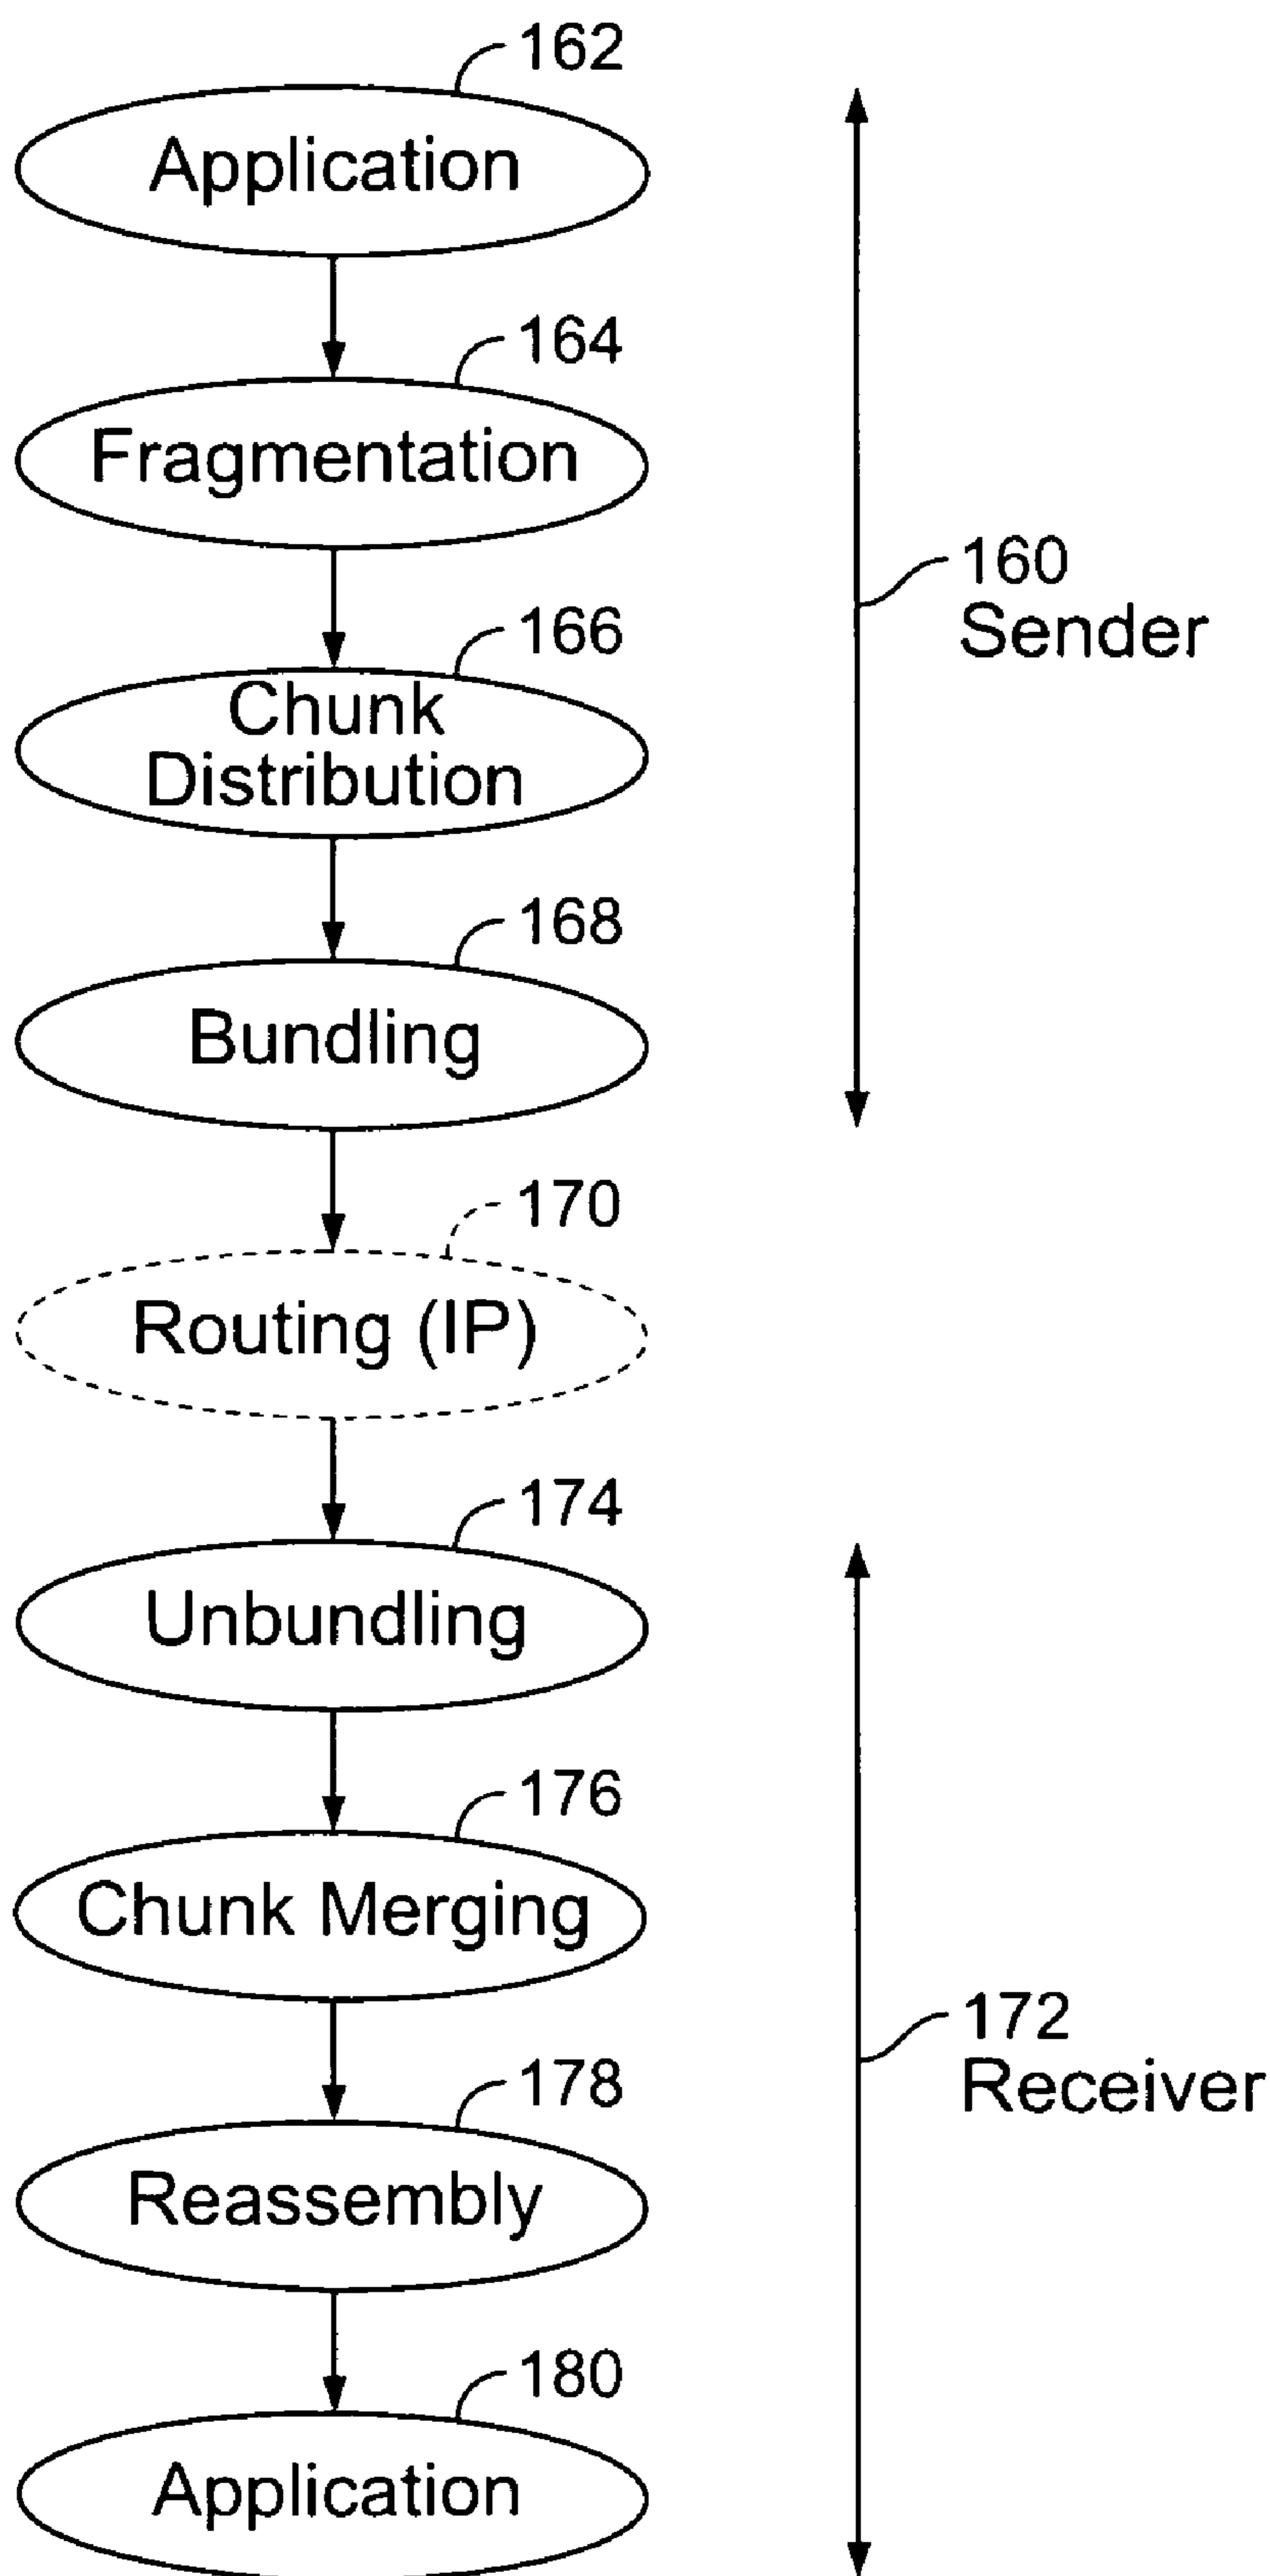 162
Application
164
Fragmentation
166
Chunk
Distribution
160
Sender
168
Bundling
170
Routing (IP)
174
Unbundling
176
Chunk Merging
172
Receiver
178
Reassembly
180
Application